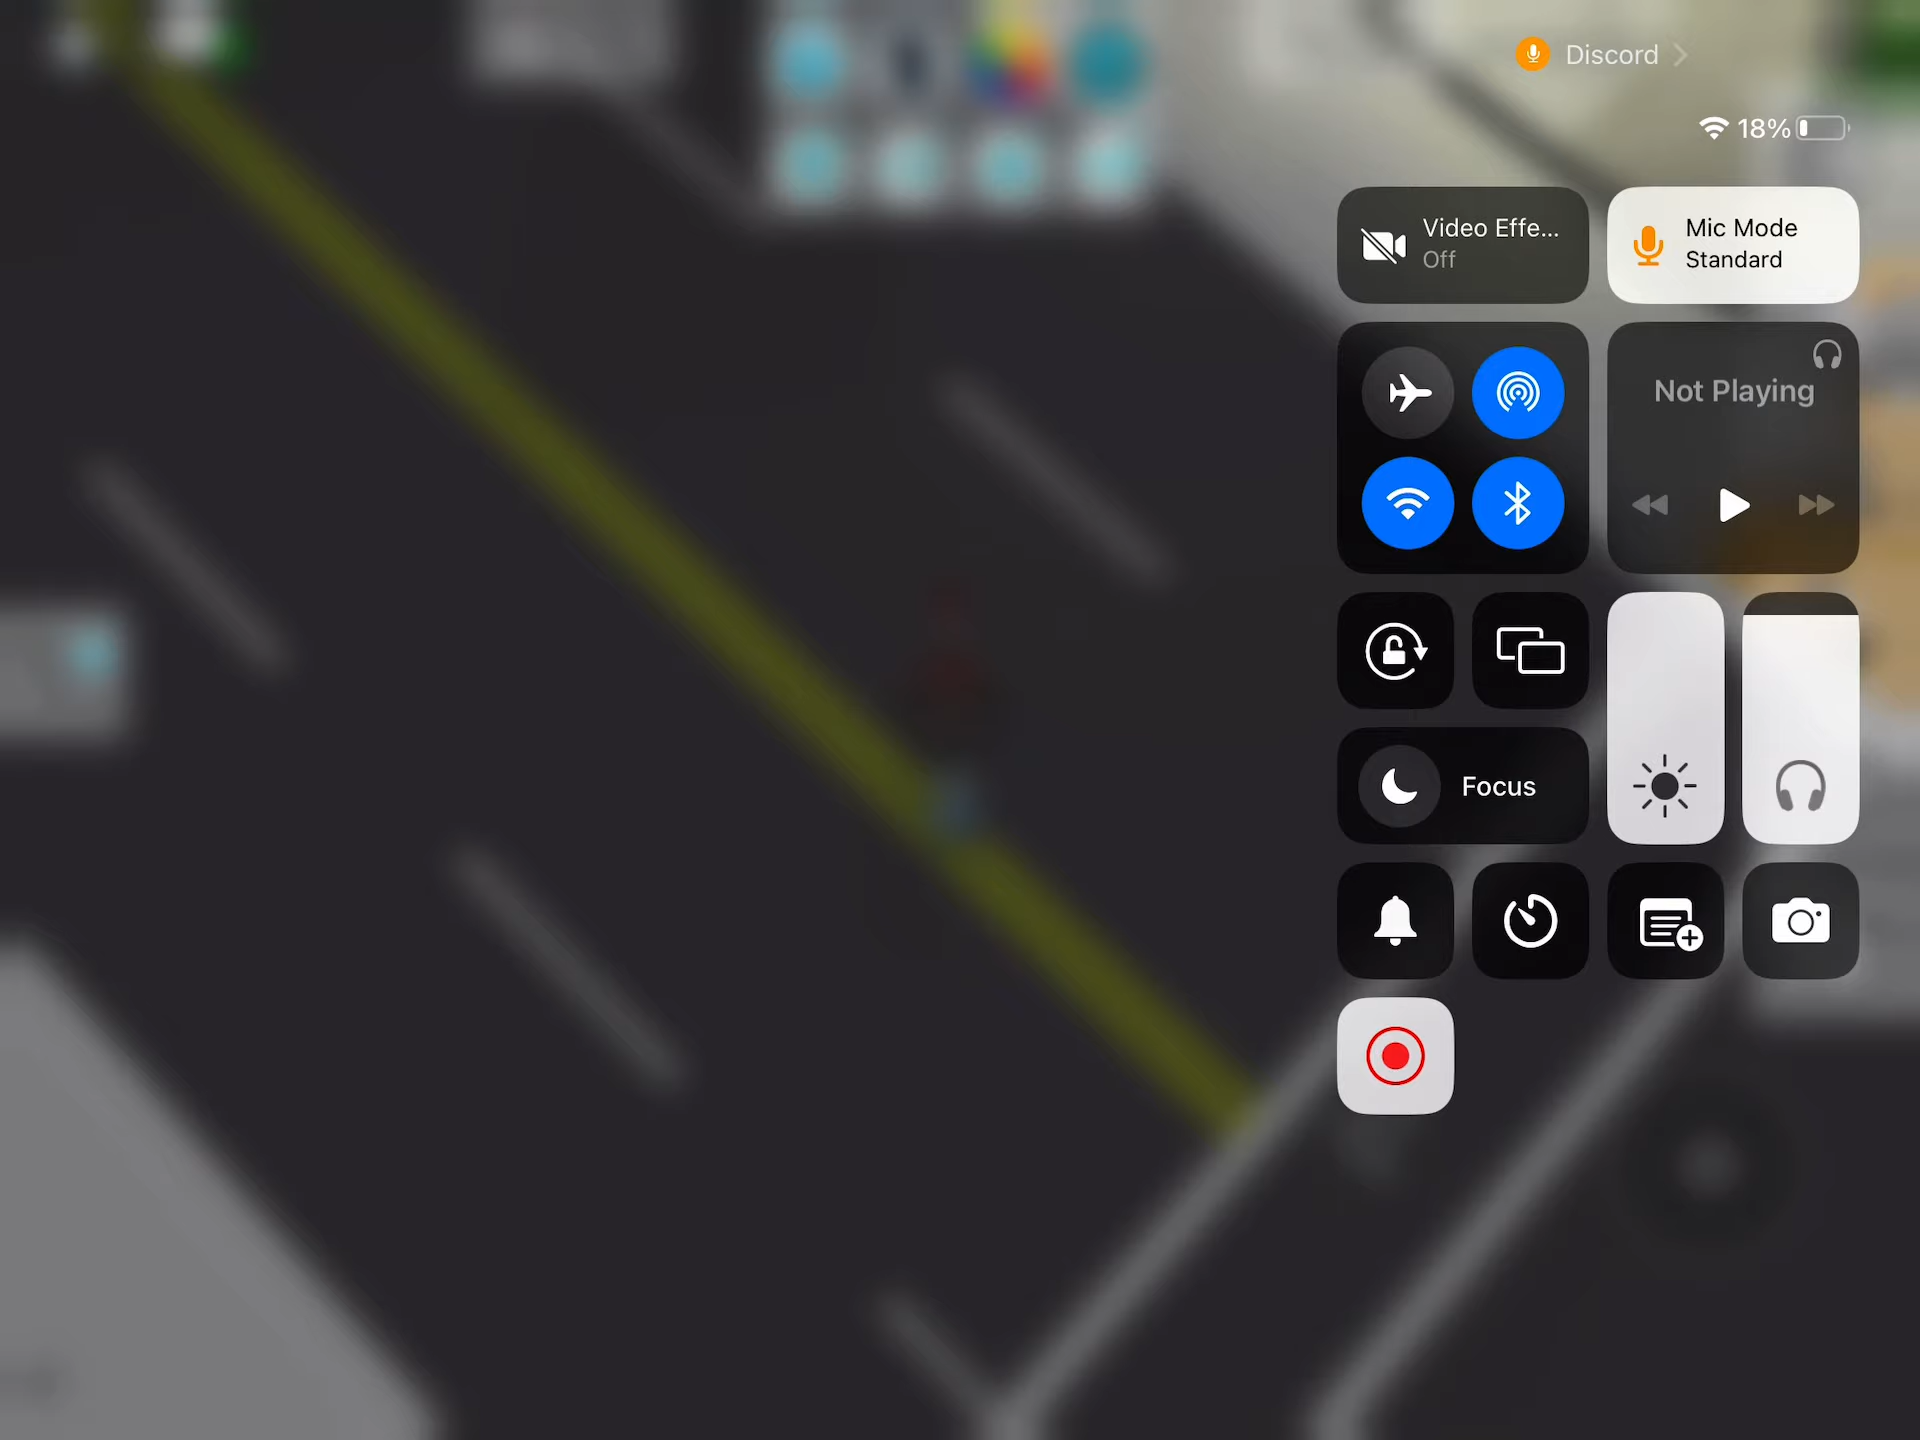 Discord
18%
Video Effe...
Off
Mic Mode
Standard
Not Playing
Focus